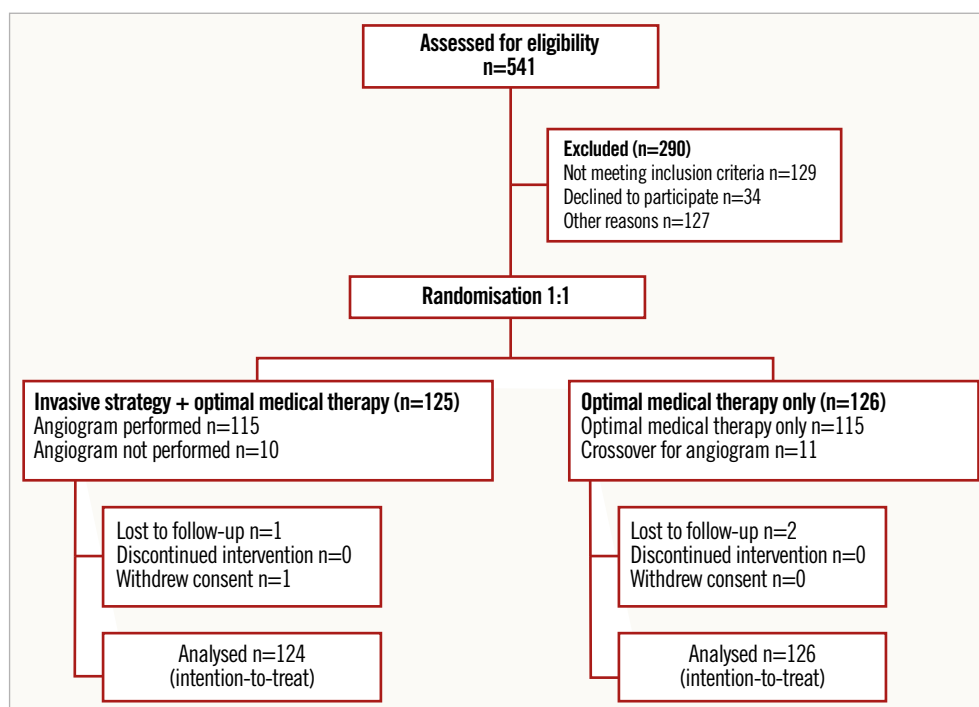 Assessed for eligibility
n=541
Excluded (n=290)
Not meeting inclusion criteria n=129
Declined to participate n=34
Other reasons n=127
Randomisation 1:1
Invasive strategy + optimal medical therapy (n=125)
Angiogram performed n=115
Angiogram not performed n=10
Optimal medical therapy only (n=126)
Optimal medical therapy only n=115
Crossover for angiogram n=11
Lost to follow-up n=1
Discontinued intervention n=0
Withdrew consent n=1
Lost to follow-up n=2
Discontinued intervention n=0
Withdrew consent n=0
Analysed n=124
(intention-to-treat)
Analysed n=126
(intention-to-treat)